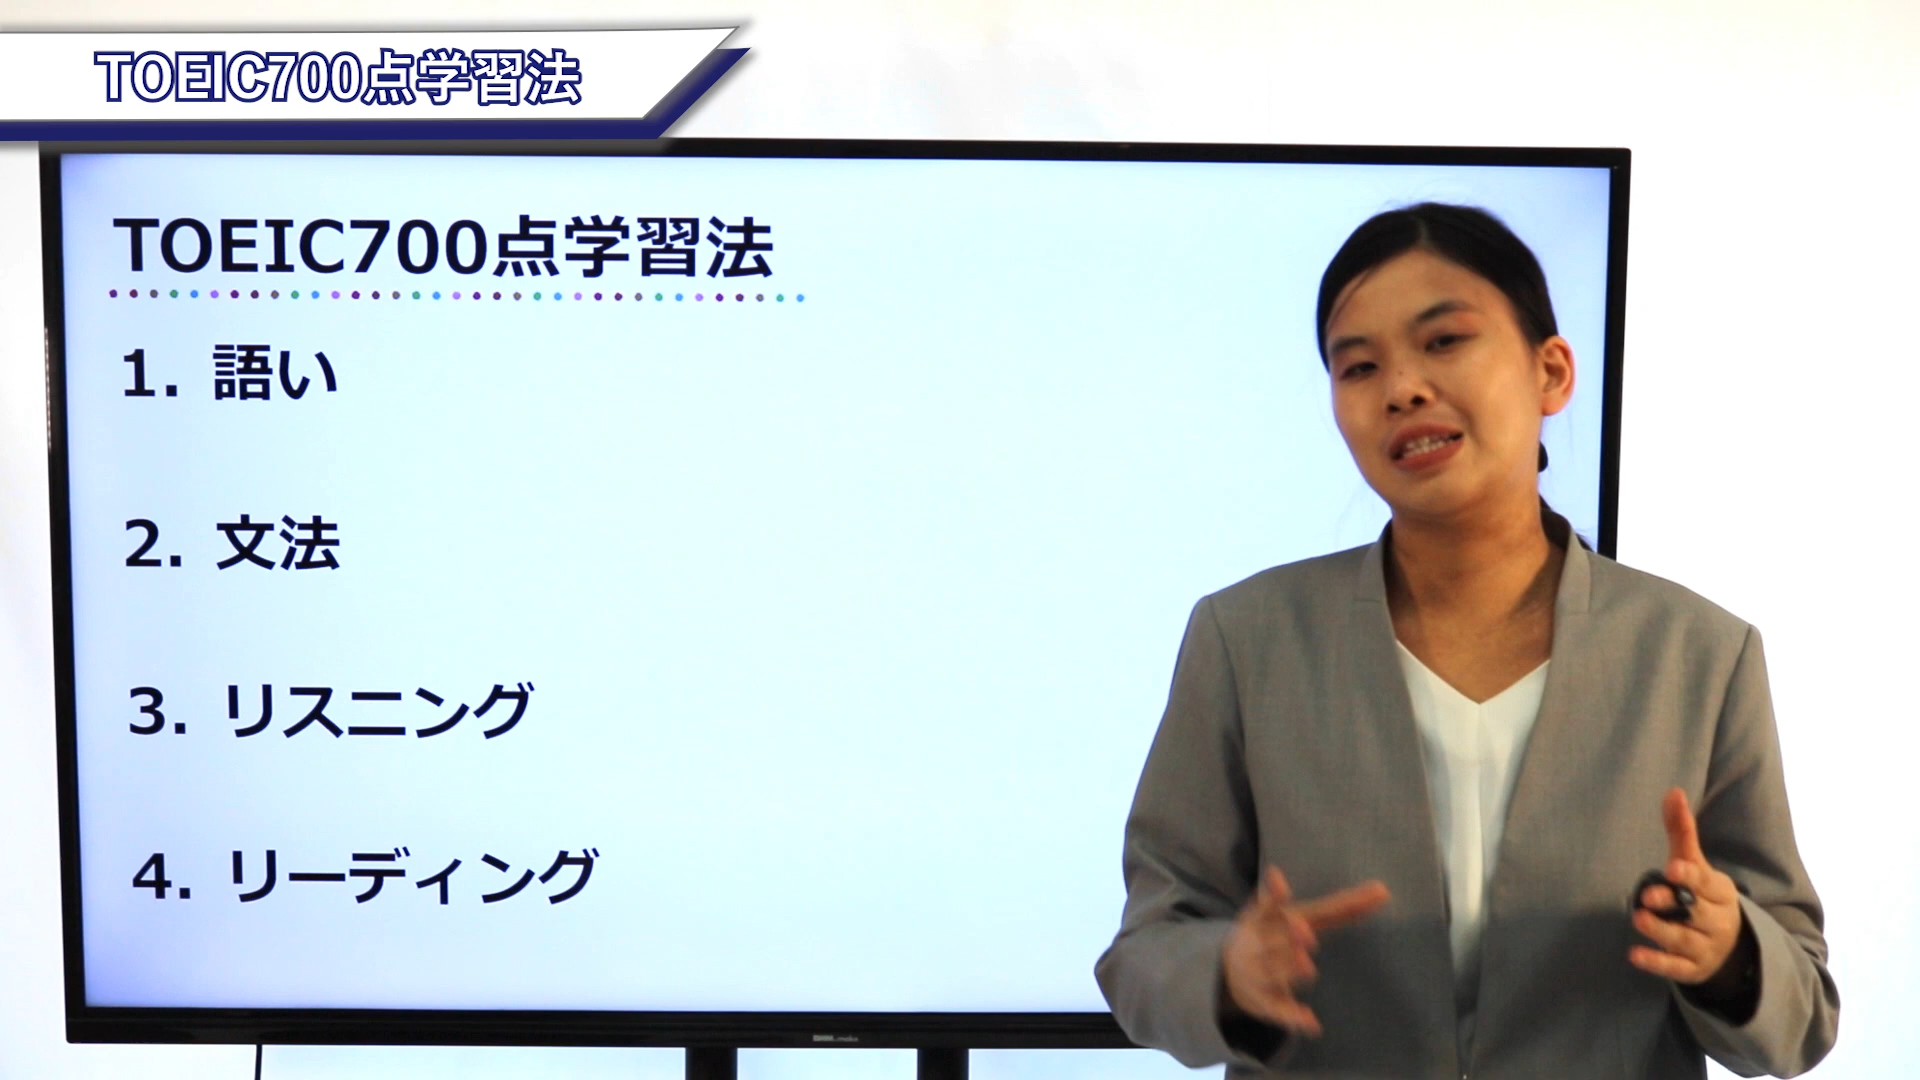 TOEIC700点学習法
TOEIC700点学習法
1. 語い
2. 文法
3. リスニング
4. リーディング